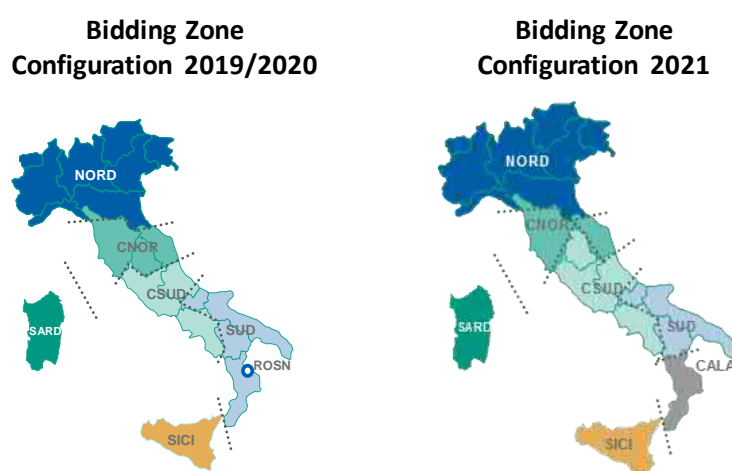 Bidding Zone
Configuration 2019/2020
NORD
CNOR
CSUD
SUD
SARD
ROSN
SICI
Bidding Zone
Configuration 2021
NORD
CNOR
CSUD
SUD
SARD
CALA
SICI